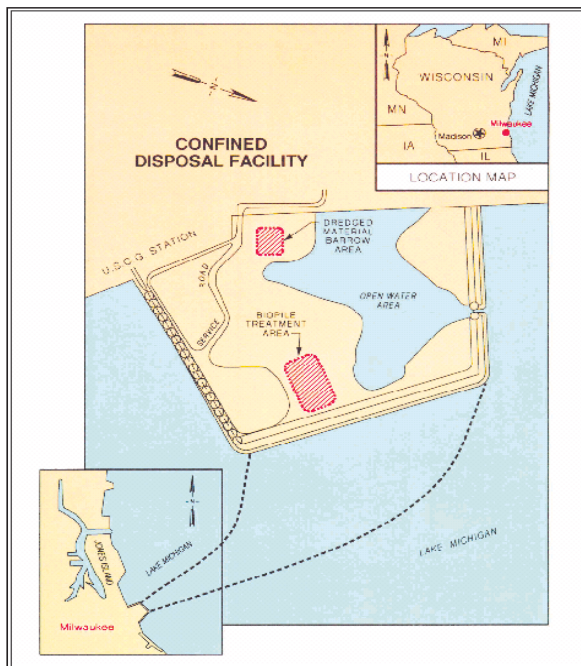 MI
WISCONSIN
LAKE MICHIGAN
MN
Madison
Milwaukee
IA
IL
LOCATION MAP
N
CONFINED
DISPOSAL FACILITY
U.S.C.G. STATION
DREDGED
MATERIAL
BARROW
AREA
SERVICE ROAD
OPEN WATER
AREA
BIOPILE
TREATMENT
AREA
LAKE MICHIGAN
JONES ISLAND
LAKE MICHIGAN
Milwaukee